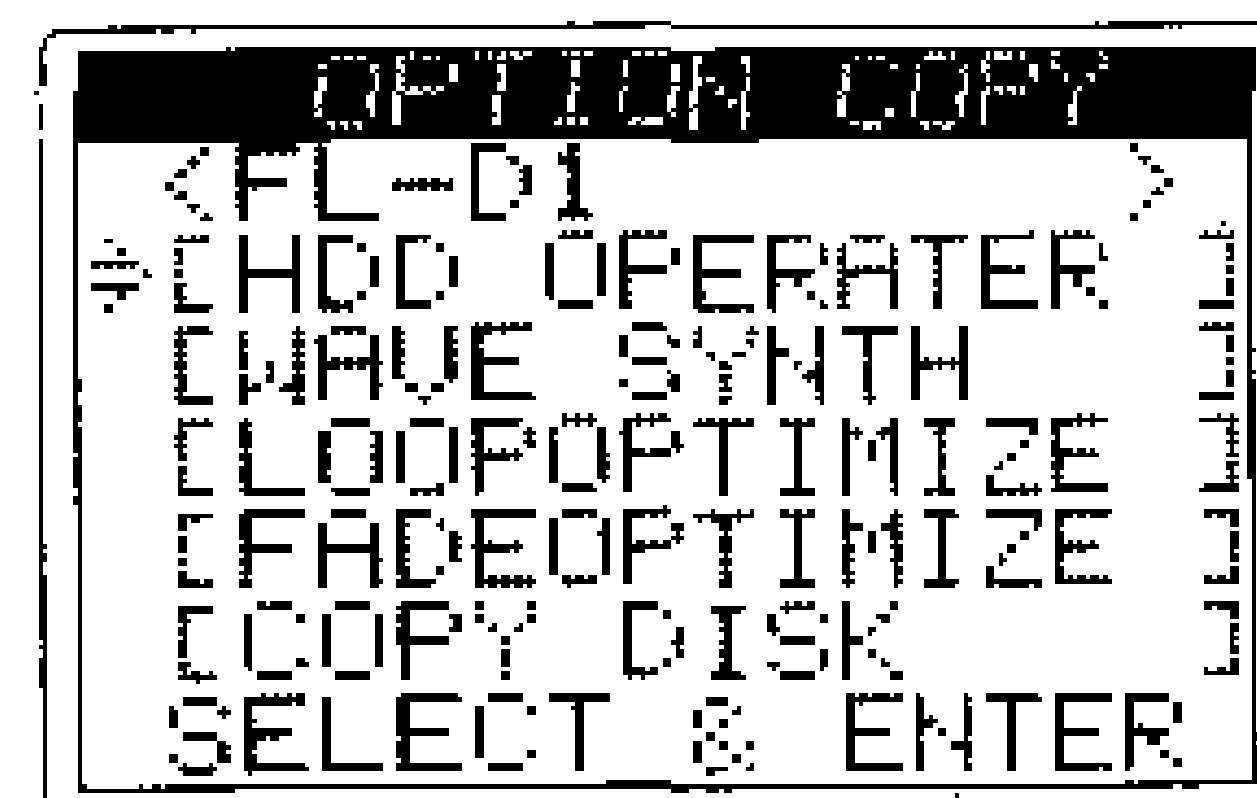 OPTION COPY
<FL-D1 >
÷[HDD OPERATER ]
[WAVE SYNTH ]
[LOOPOPTIMIZE ]
[FADEOPTIMIZE ]
[COPY DISK ]
SELECT & ENTER